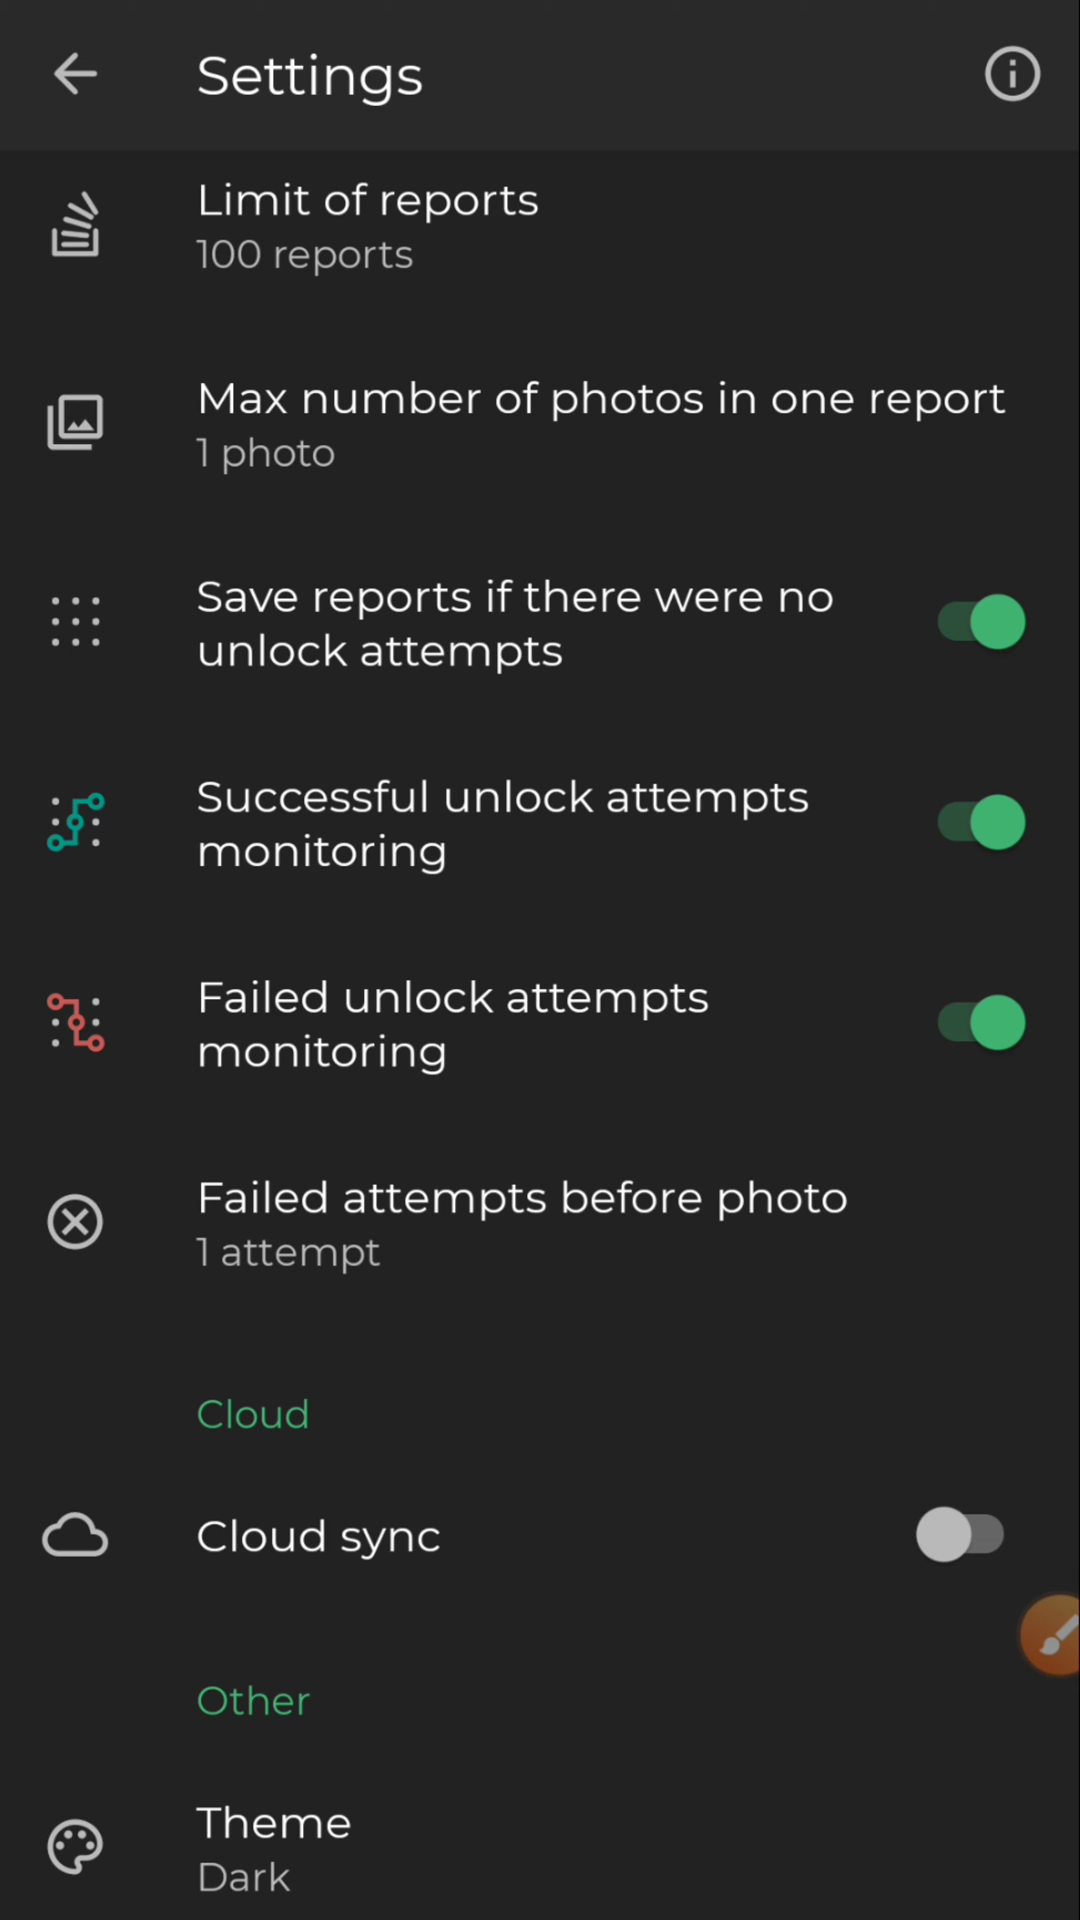 Settings
Limit of reports
100 reports
Max number of photos in one report
1 photo
Save reports if there were no
unlock attempts
Successful unlock attempts
monitoring
Failed unlock attempts
monitoring
Failed attempts before photo
1 attempt
Cloud
Cloud sync
Other
Theme
Dark